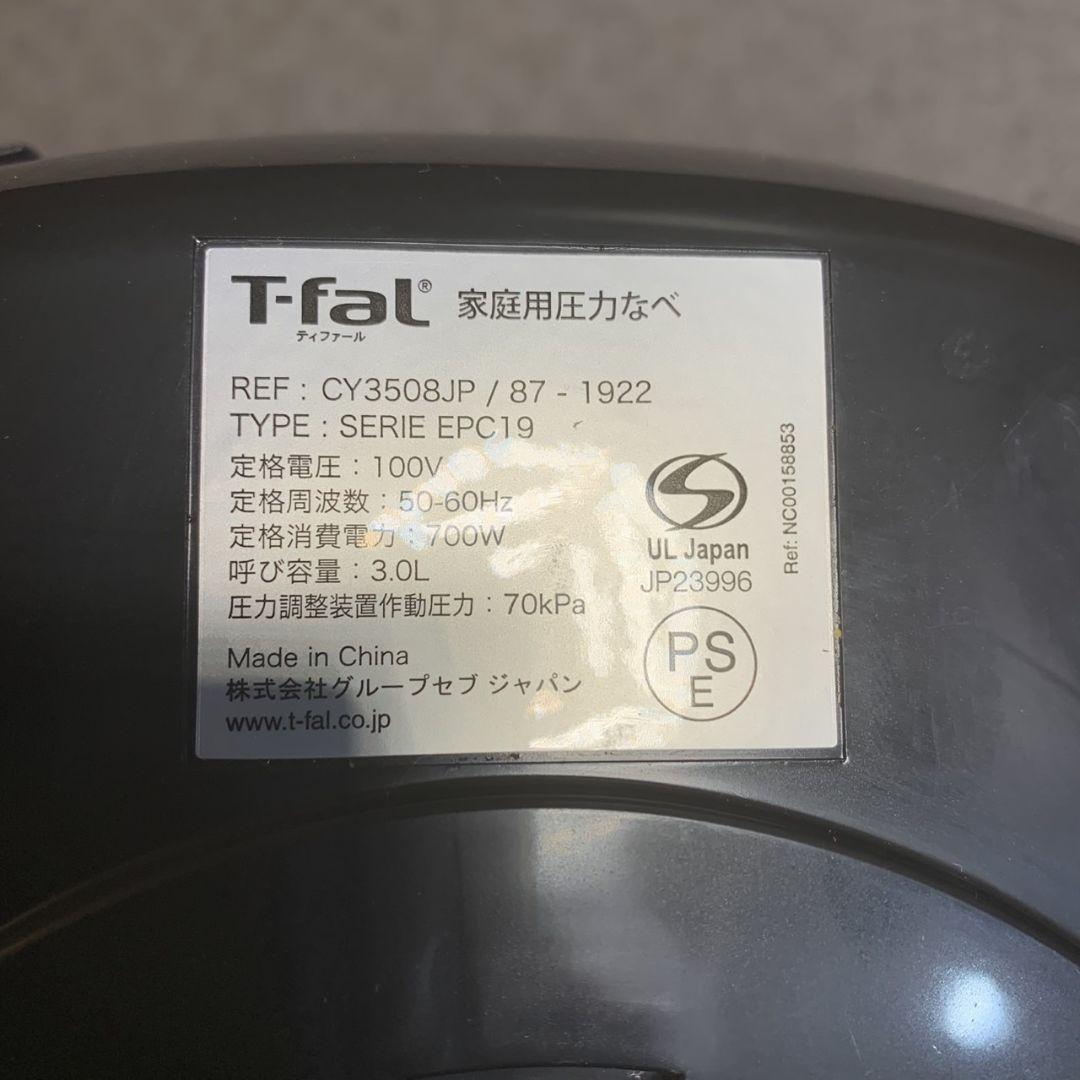 T-fal® 家庭用圧力なべ
ティファール
REF : CY3508JP / 87 - 1922
TYPE : SERIE EPC19
定格電圧 : 100V
定格周波数 : 50-60Hz
定格消費電力 : 700W
呼び容量 : 3.0L
圧力調整装置作動圧力 : 70kPa
Made in China
株式会社グループセブ ジャパン
www.t-fal.co.jp
S
UL Japan
JP23996
PS
E
Ref: NC00158853